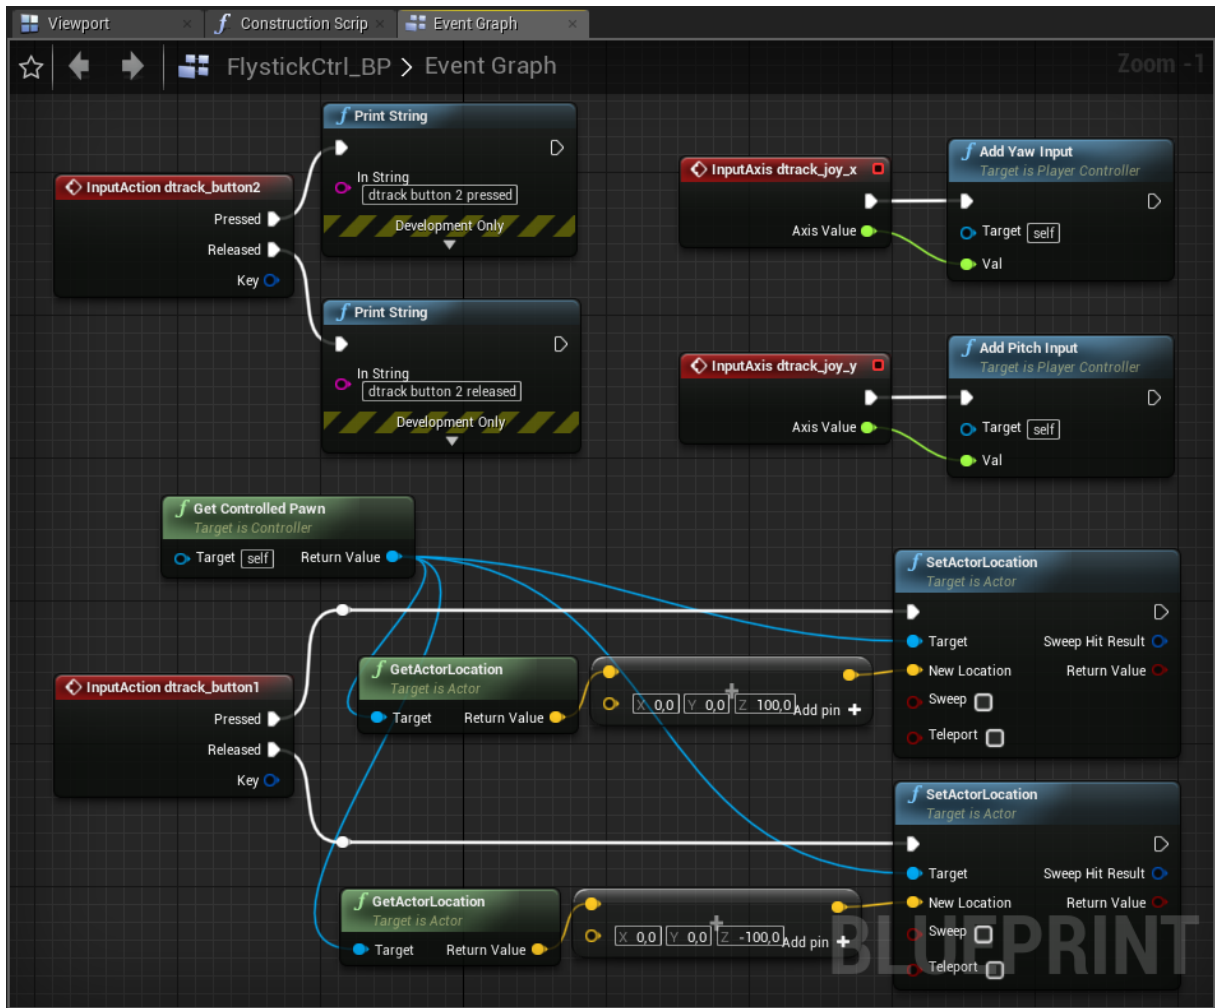 Viewport
Construction Scrip
Event Graph
FlystickCtrl_BP > Event Graph
Zoom -1
Print String
In String
dtrack button 2 pressed
Development Only
InputAction dtrack_button2
Pressed
Released
Key
Print String
In String
dtrack button 2 released
Development Only
InputAxis dtrack_joy_x
Axis Value
Add Yaw Input
Target is Player Controller
Target self
Val
InputAxis dtrack_joy_y
Axis Value
Add Pitch Input
Target is Player Controller
Target self
Val
Get Controlled Pawn
Target is Controller
Target self Return Value
InputAction dtrack_button1
Pressed
Released
Key
GetActorLocation
Target is Actor
Target Return Value
X 0,0 Y 0,0 Z 100,0 Add pin +
SetActorLocation
Target is Actor
Target Sweep Hit Result
New Location Return Value
Sweep
Teleport
GetActorLocation
Target is Actor
Target Return Value
X 0,0 Y 0,0 Z -100,0 Add pin +
SetActorLocation
Target is Actor
Target Sweep Hit Result
New Location Return Value
Sweep
Teleport
BLUEPRINT